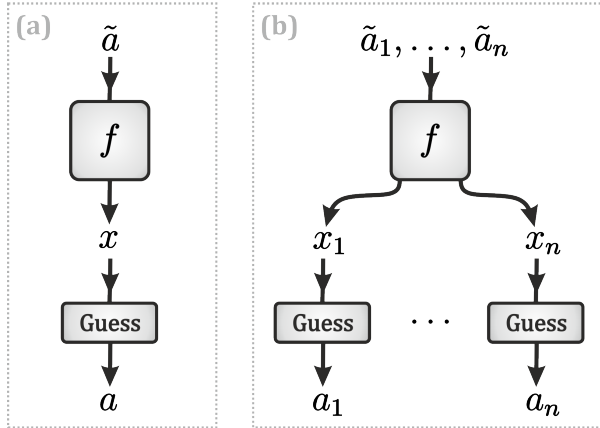 (a)
ã
f
x
Guess
a
(b)
ã₁, . . . , ãₙ
f
x₁ xₙ
Guess · · · Guess
a₁ aₙ